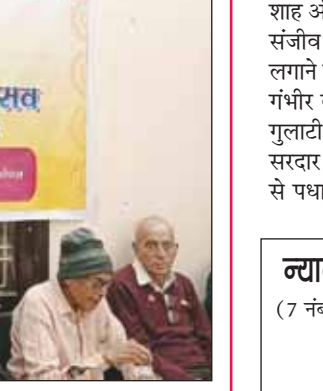 सव
शाह
संजीव
लगाने
गंभीर
गुलाटी
सरदार
से पधा
न्या
(7 नं